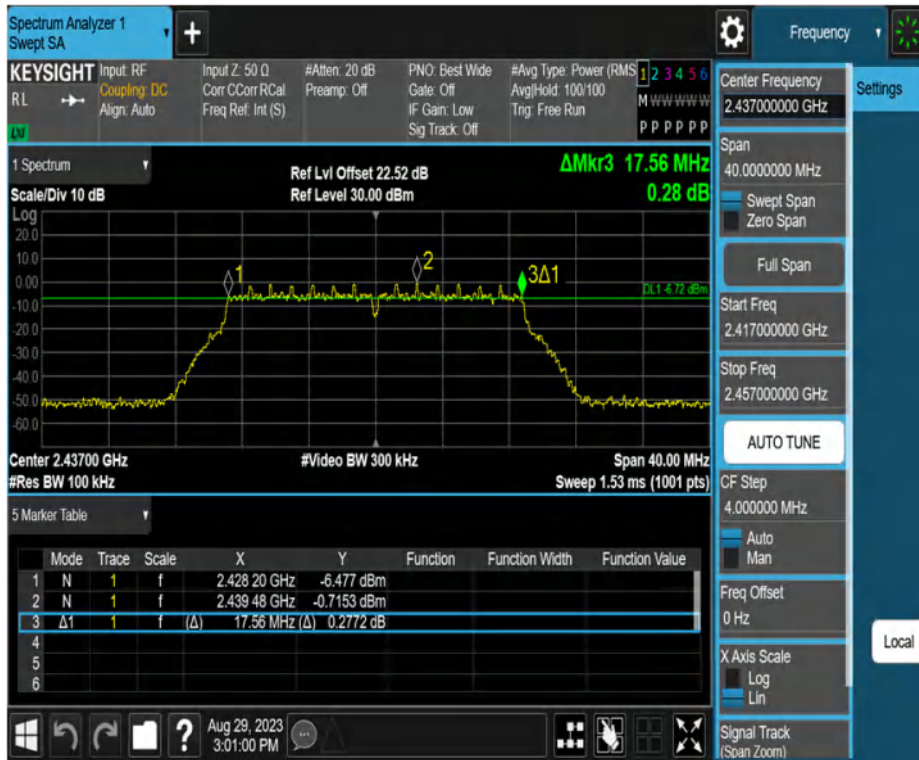 Spectrum Analyzer 1
Swept SA
+
Frequency
KEYSIGHT
Input: RF
Coupling: DC
Align: Auto
Input Z: 50 Ω
Corr CCorr RCal
Freq Ref: Int (S)
#Atten: 20 dB
Preamp: Off
PNO: Best Wide
Gate: Off
IF Gain: Low
Sig Track: Off
#Avg Type: Power (RMS
Avg|Hold: 100/100
Trig: Free Run
1 2 3 4 5 6
M W W W W W
P P P P P P
R L
LXI
Center Frequency
2.437000000 GHz
Settings
Span
40.0000000 MHz
Swept Span
Zero Span
Full Span
Start Freq
2.417000000 GHz
Stop Freq
2.457000000 GHz
AUTO TUNE
CF Step
4.000000 MHz
Auto
Man
Freq Offset
0 Hz
X Axis Scale
Log
Lin
Signal Track
(Span Zoom)
Local
1 Spectrum
Scale/Div 10 dB
Ref Lvl Offset 22.52 dB
Ref Level 30.00 dBm
ΔMkr3 17.56 MHz
0.28 dB
Log
20.0
10.0
0.00
-10.0
-20.0
-30.0
-40.0
-50.0
-60.0
1
2
3Δ1
DL1 -6.72 dBm
Center 2.43700 GHz
#Video BW 300 kHz
Span 40.00 MHz
#Res BW 100 kHz
Sweep 1.53 ms (1001 pts)
5 Marker Table
Mode Trace Scale X Y Function Function Width Function Value
1 N 1 f 2.428 20 GHz -6.477 dBm
2 N 1 f 2.439 48 GHz -0.7153 dBm
3 Δ1 1 f (Δ) 17.56 MHz (Δ) 0.2772 dB
4
5
6
?
Aug 29, 2023
3:01:00 PM